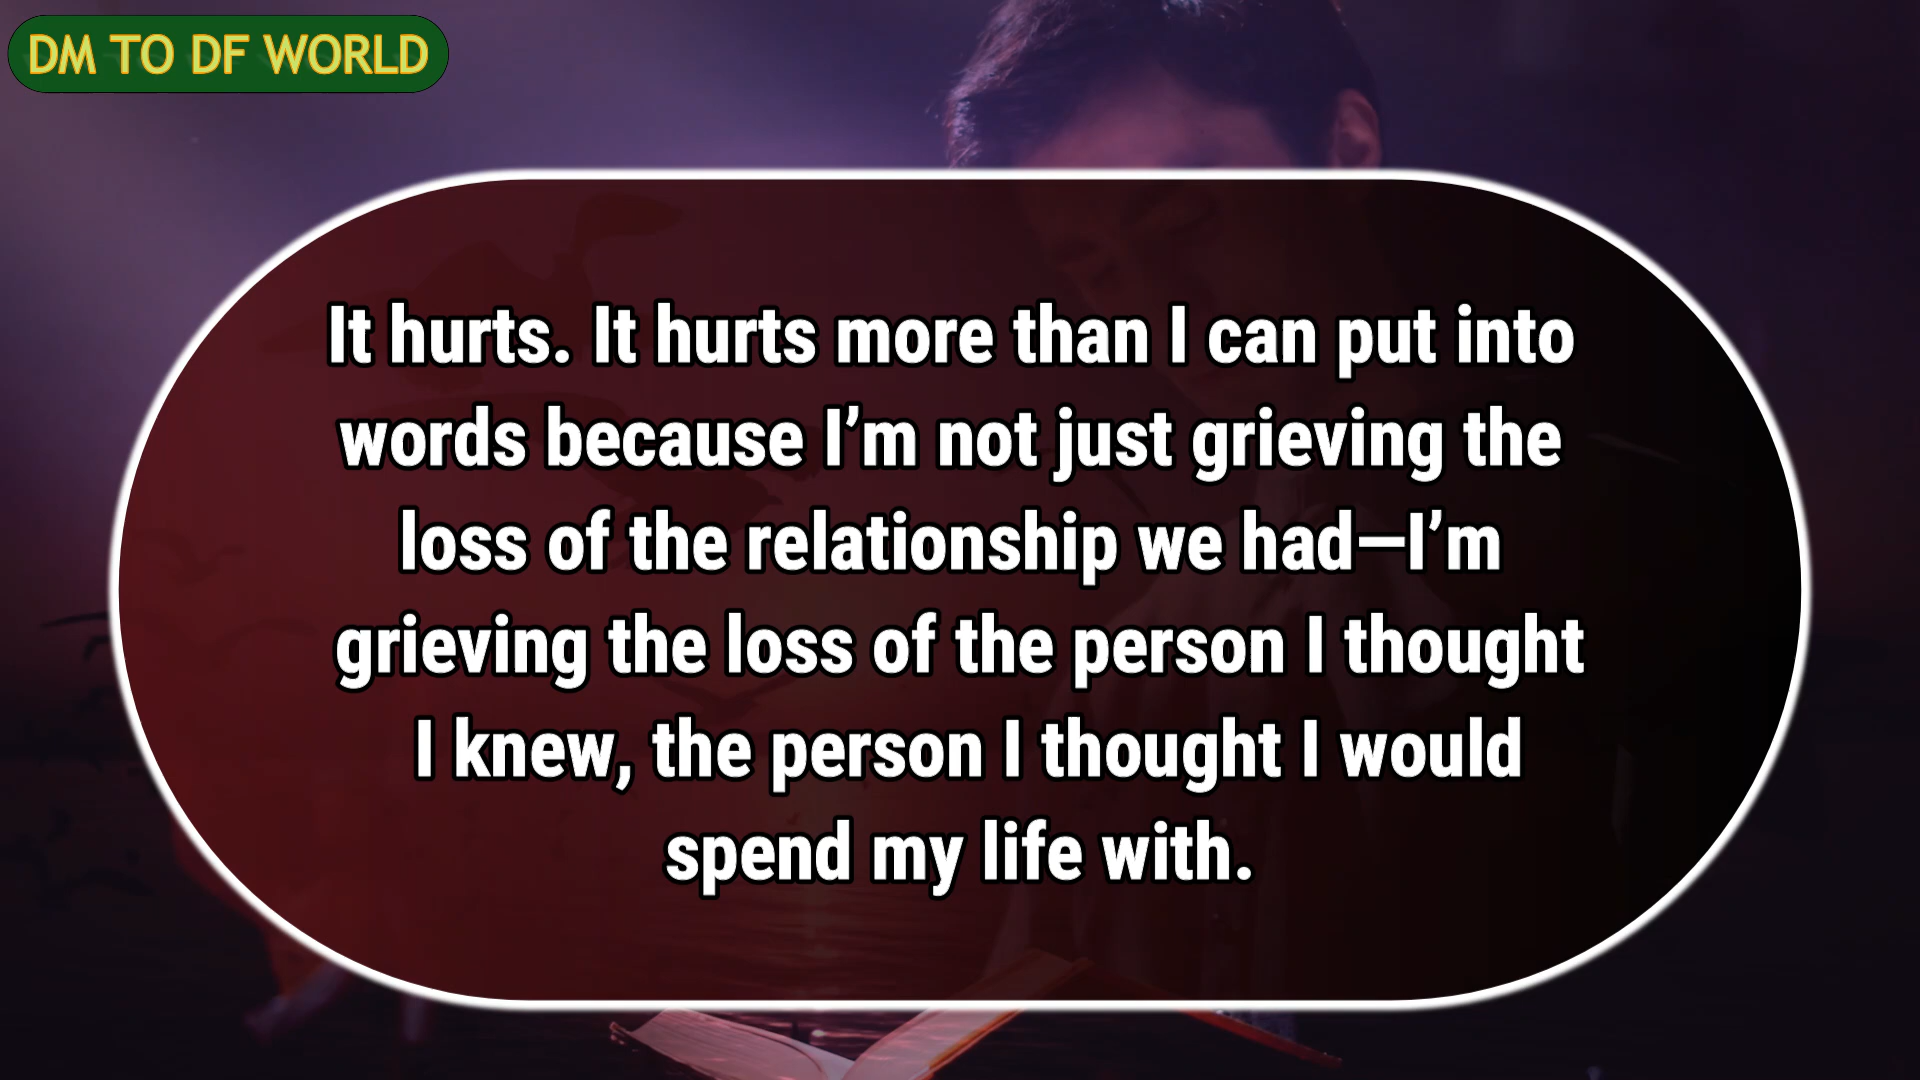 DM TO DF WORLD
It hurts. It hurts more than I can put into
words because I’m not just grieving the
loss of the relationship we had—I’m
grieving the loss of the person I thought
I knew, the person I thought I would
spend my life with.